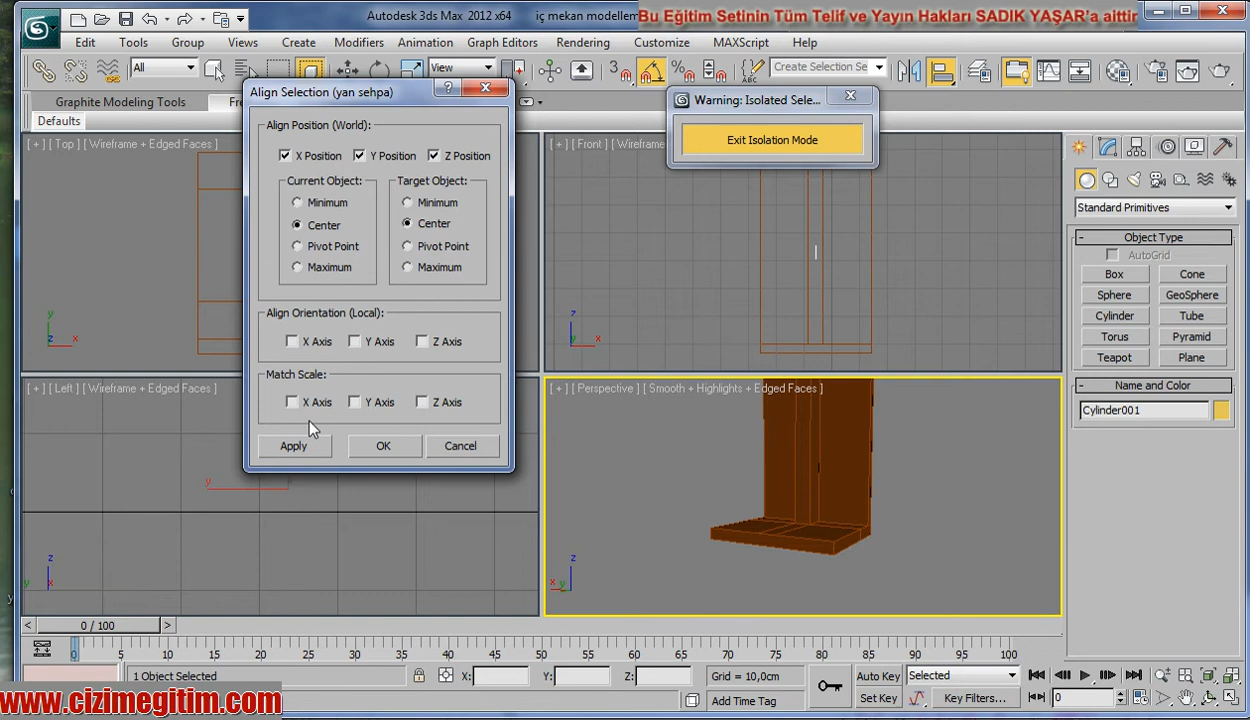 Autodesk 3ds Max 2012 x64
iç mekan modellem
Bu Eğitim Setinin Tüm Telif ve Yayın Hakları SADIK YAŞAR'a aittir
Edit Tools Group Views Create Modifiers Animation Graph Editors Rendering Customize MAXScript Help
All
View
3
ABC
Create Selection Se
Graphite Modeling Tools
Fre
Defaults
Align Selection (yan sehpa)
Align Position (World):
X Position Y Position Z Position
Current Object: Target Object:
Minimum Minimum
Center Center
Pivot Point Pivot Point
Maximum Maximum
Align Orientation (Local):
X Axis Y Axis Z Axis
Match Scale:
X Axis Y Axis Z Axis
Apply OK Cancel
Warning: Isolated Sele...
Exit Isolation Mode
[ + ] [ Top ] [ Wireframe + Edged Faces ]
[ + ] [ Front ] [ Wirefram
[ + ] [ Left ] [ Wireframe + Edged Faces ]
[ + ] [ Perspective ] [ Smooth + Highlights + Edged Faces ]
Standard Primitives
Object Type
AutoGrid
Box Cone
Sphere GeoSphere
Cylinder Tube
Torus Pyramid
Teapot Plane
Name and Color
Cylinder001
0 / 100
0 5 10 15 20 25 30 35 40 45 50 55 60 65 70 75 80 85 90 95 100
1 Object Selected
X: Y: Z:
Grid = 10,0cm
Auto Key Selected
Add Time Tag
Set Key Key Filters...
0
www.cizimegitim.com